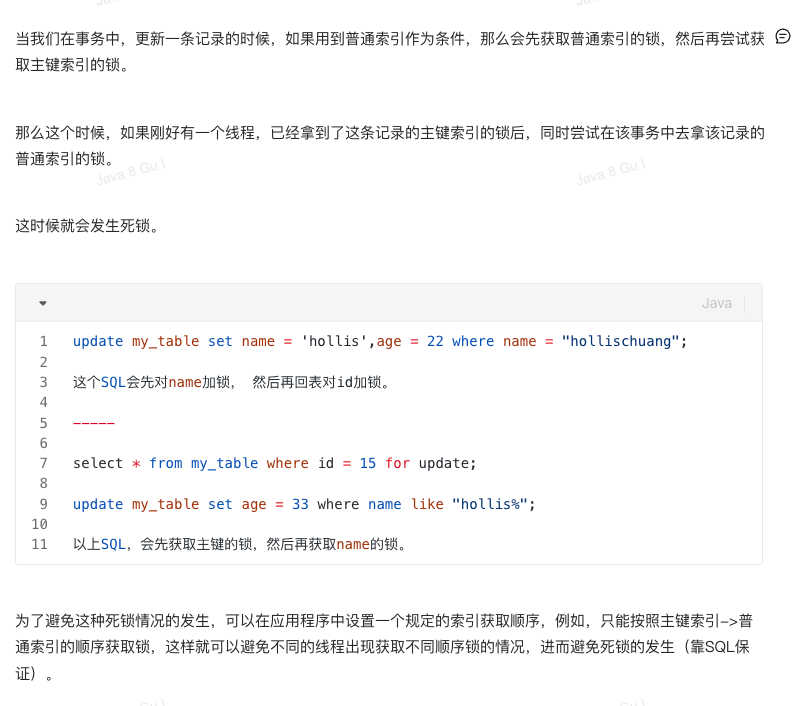 当我们在事务中，更新一条记录的时候，如果用到普通索引作为条件，那么会先获取普通索引的锁，然后再尝试获
取主键索引的锁。
那么这个时候，如果刚好有一个线程，已经拿到了这条记录的主键索引的锁后，同时尝试在该事务中去拿该记录的
普通索引的锁。
Java 8 Gu l
Java 8 Gu l
这时候就会发生死锁。
Java
1 update my_table set name = 'hollis',age = 22 where name = "hollischuang";
2
3 这个SQL会先对name加锁， 然后再回表对id加锁。
4
5 -----
6
7 select * from my_table where id = 15 for update;
8
9 update my_table set age = 33 where name like "hollis%";
10
11 以上SQL，会先获取主键的锁，然后再获取name的锁。
为了避免这种死锁情况的发生，可以在应用程序中设置一个规定的索引获取顺序，例如，只能按照主键索引->普
通索引的顺序获取锁，这样就可以避免不同的线程出现获取不同顺序锁的情况，进而避免死锁的发生（靠SQL保
证）。